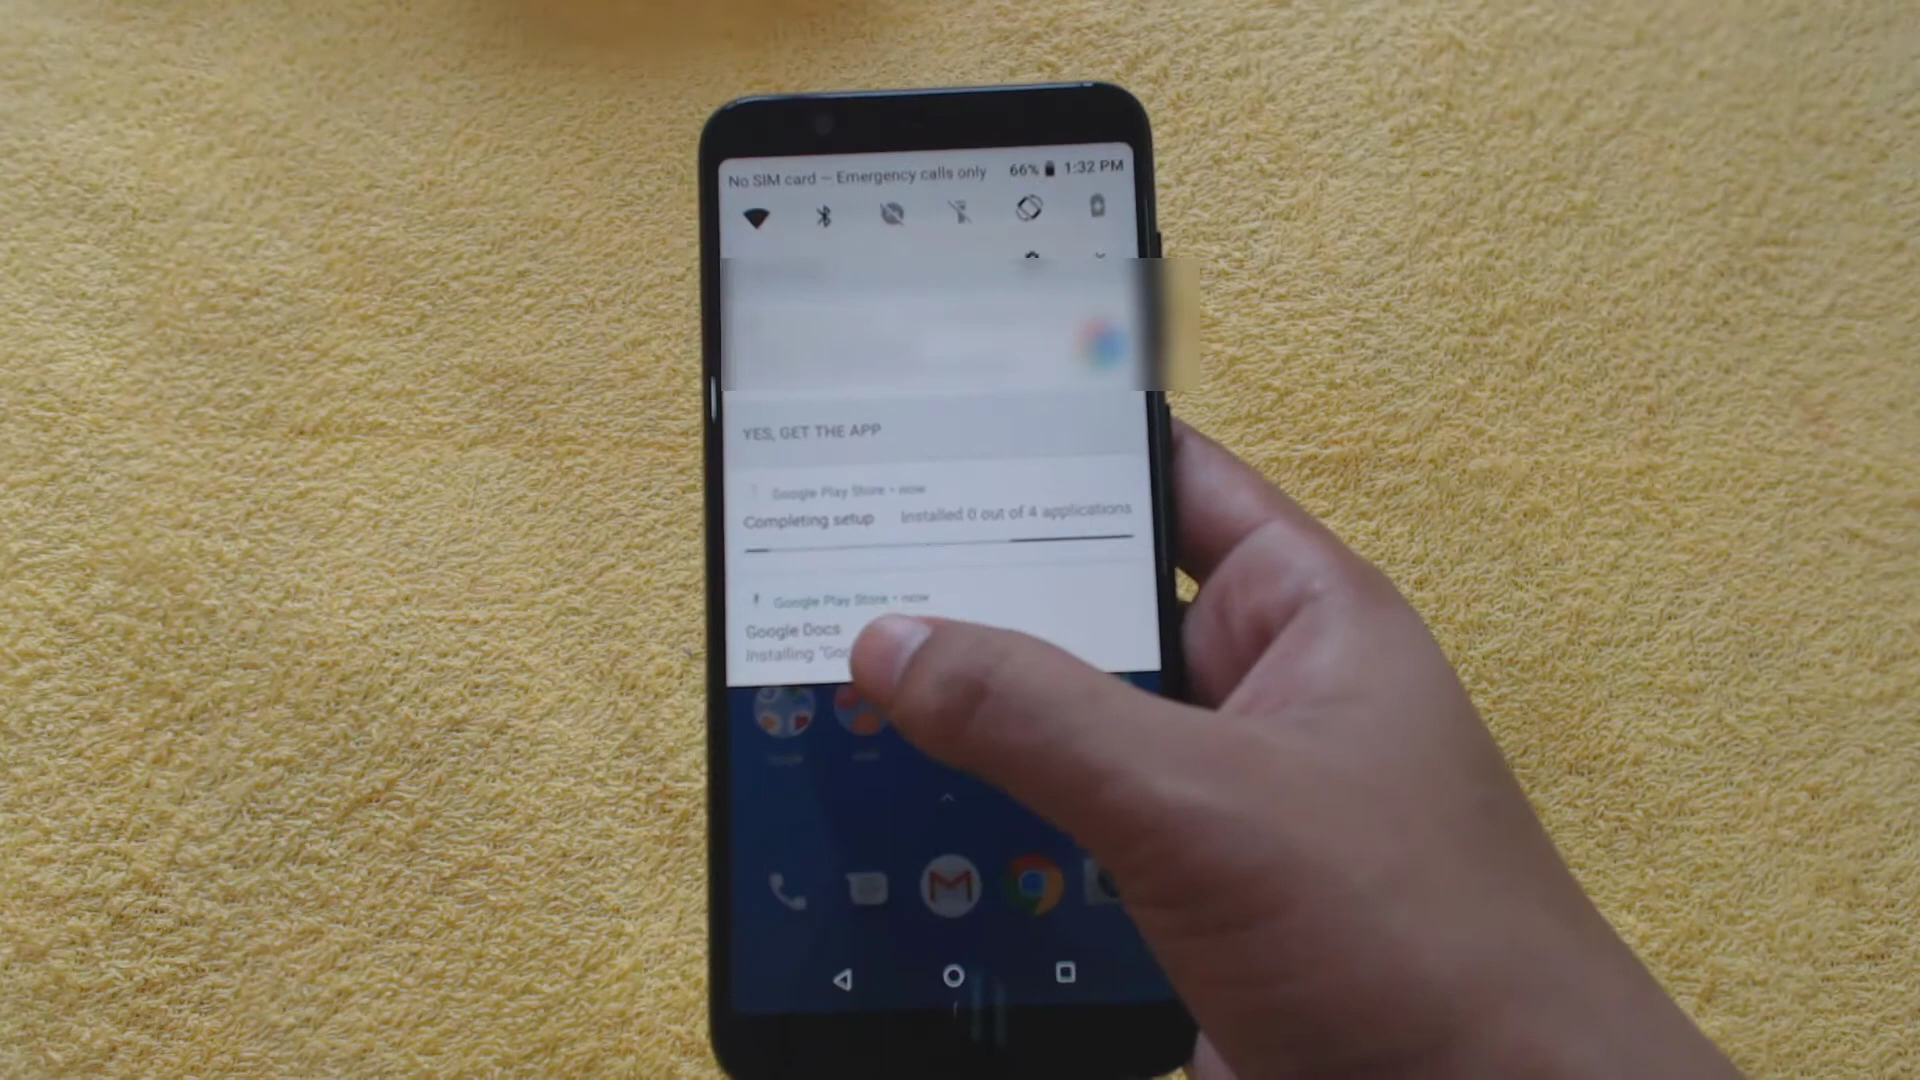 No SIM card – Emergency calls only 66% 1:32 PM
YES, GET THE APP
Google Play Store • now
Completing setup Installed 0 out of 4 applications
Google Play Store • now
Google Docs
Installing "Goo